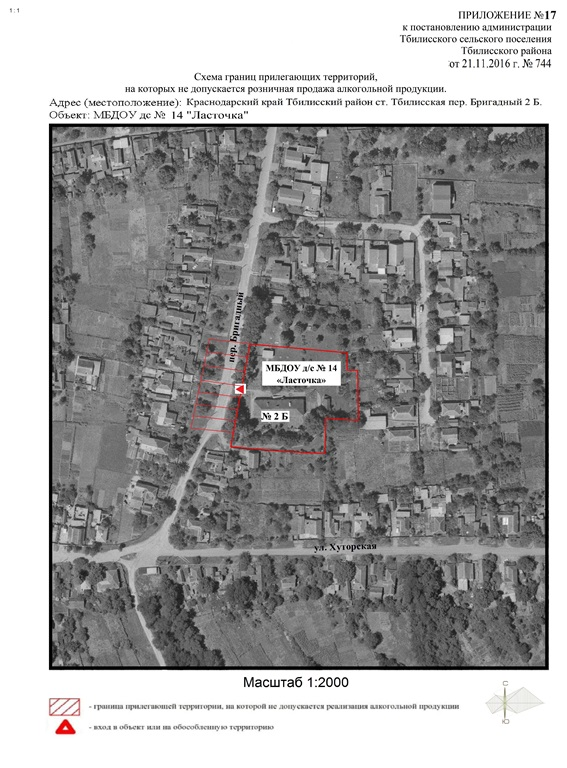 1:1
ПРИЛОЖЕНИЕ №17
к постановлению администрации
Тбилисского сельского поселения
Тбилисского района
от 21.11.2016 г. № 744
Схема границ прилегающих территорий,
на которых не допускается розничная продажа алкогольной продукции.
Адрес (местоположение): Краснодарский край Тбилисский район ст. Тбилисская пер. Бригадный 2 Б.
Объект: МБДОУ дс № 14 "Ласточка"
пер. Бригадный
МБДОУ д/с № 14
«Ласточка»
№ 2 Б
ул. Хуторская
Масштаб 1:2000
- граница прилегающей территории, на которой не допускается реализация алкогольной продукции
- вход в объект или на обособленную территорию
С
Ю